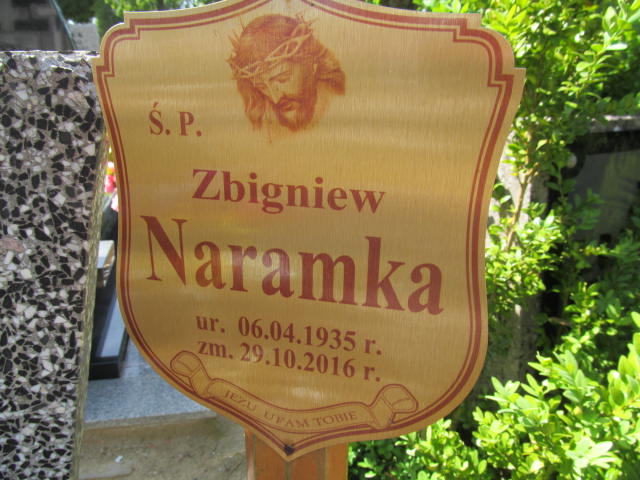 Ś. P.
Zbigniew
Naramka
ur. 06.04.1935 r.
zm. 29.10.2016 r.
JEZU UFAM TOBIE